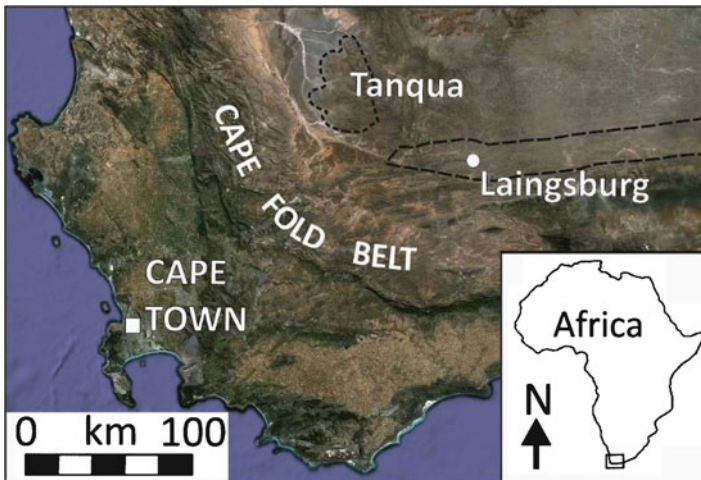 Tanqua
CAPE FOLD BELT
Laingsburg
CAPE
TOWN
Africa
N
0 km 100